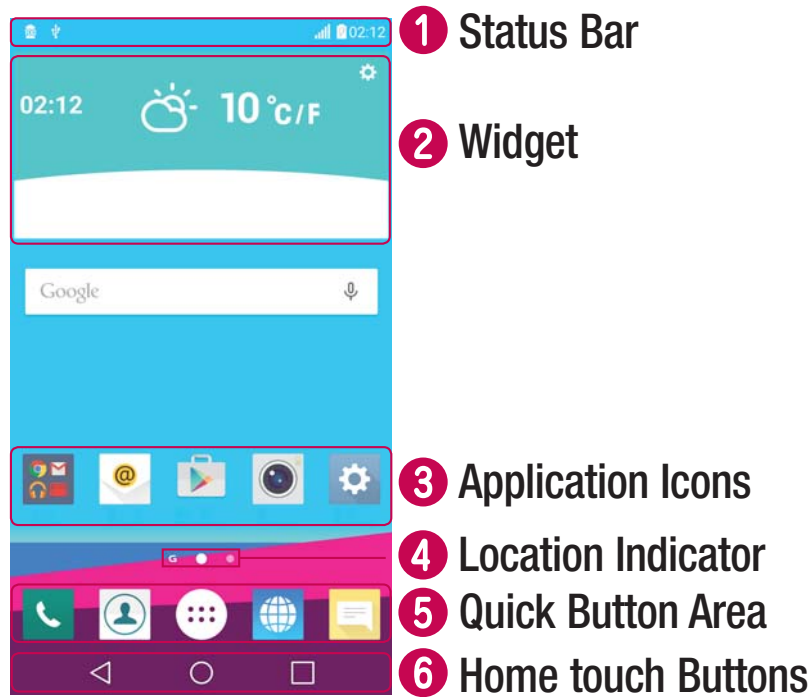 02:12
1 Status Bar
02:12
10 °C/F
2 Widget
Google
@
3 Application Icons
G
4 Location Indicator
5 Quick Button Area
6 Home touch Buttons